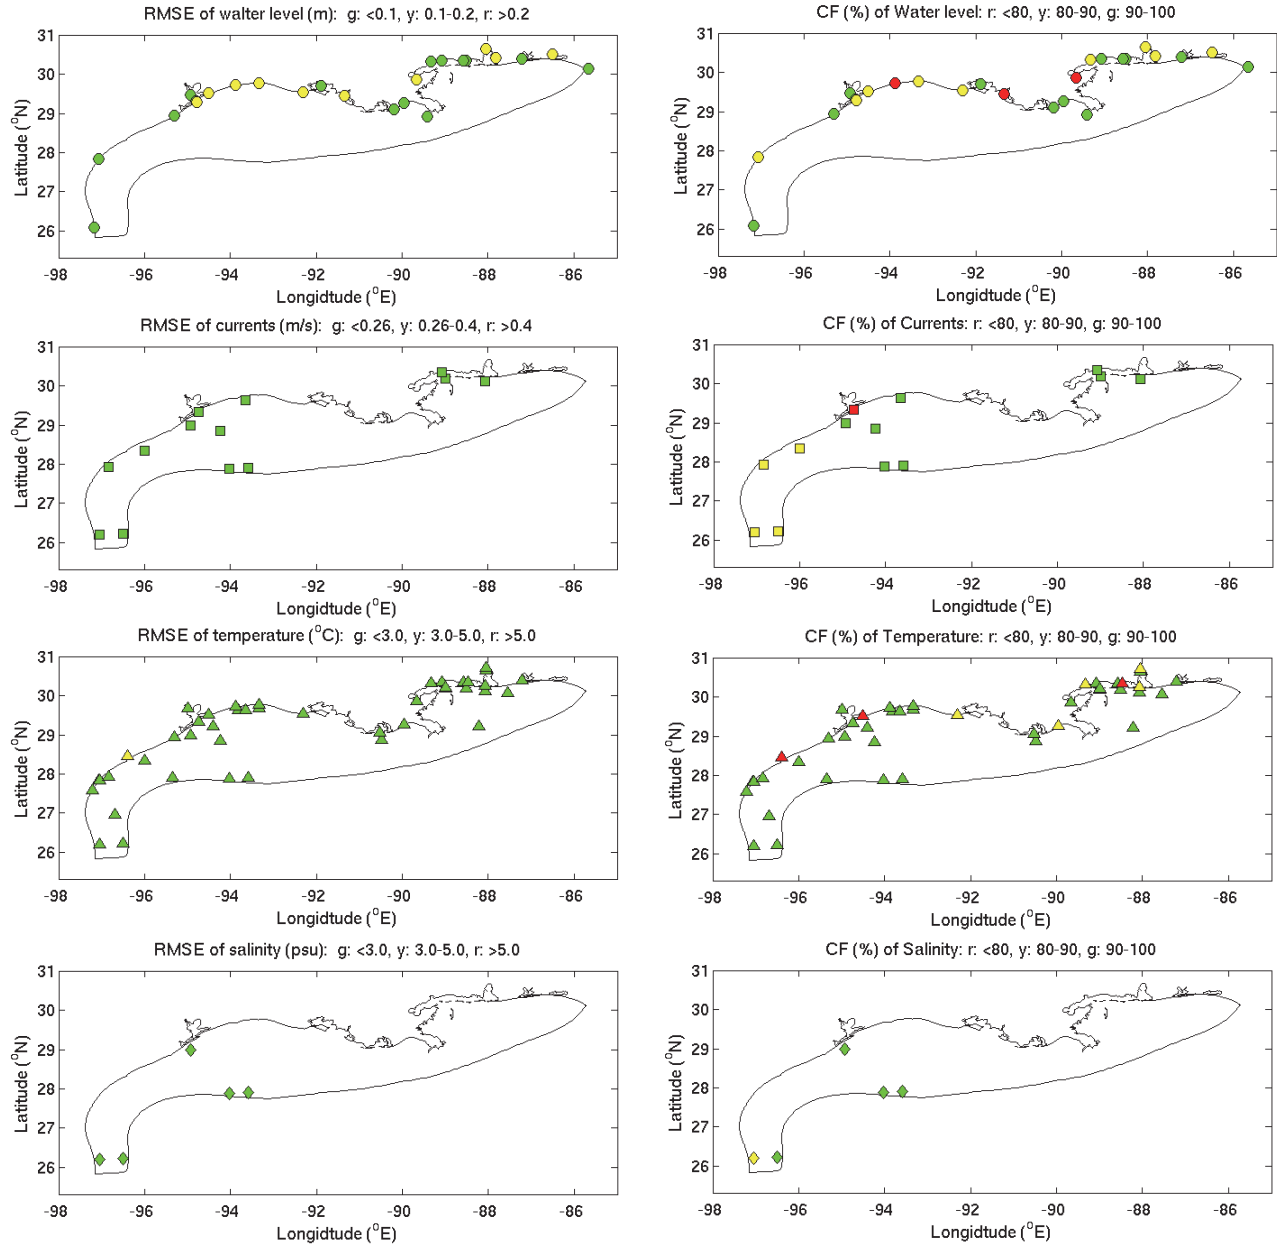 RMSE of walter level (m): g: <0.1, y: 0.1-0.2, r: >0.2
31
30
29
28
27
26
Latitude (°N)
-98 -96 -94 -92 -90 -88 -86
Longidtude (°E)
CF (%) of Water level: r: <80, y: 80-90, g: 90-100
31
30
29
28
27
26
Latitude (°N)
-98 -96 -94 -92 -90 -88 -86
Longidtude (°E)
RMSE of currents (m/s): g: <0.26, y: 0.26-0.4, r: >0.4
31
30
29
28
27
26
Latitude (°N)
-98 -96 -94 -92 -90 -88 -86
Longidtude (°E)
CF (%) of Currents: r: <80, y: 80-90, g: 90-100
31
30
29
28
27
26
Latitude (°N)
-98 -96 -94 -92 -90 -88 -86
Longidtude (°E)
RMSE of temperature (°C): g: <3.0, y: 3.0-5.0, r: >5.0
31
30
29
28
27
26
Latitude (°N)
-98 -96 -94 -92 -90 -88 -86
Longidtude (°E)
CF (%) of Temperature: r: <80, y: 80-90, g: 90-100
31
30
29
28
27
26
Latitude (°N)
-98 -96 -94 -92 -90 -88 -86
Longidtude (°E)
RMSE of salinity (psu): g: <3.0, y: 3.0-5.0, r: >5.0
31
30
29
28
27
26
Latitude (°N)
-98 -96 -94 -92 -90 -88 -86
Longidtude (°E)
CF (%) of Salinity: r: <80, y: 80-90, g: 90-100
31
30
29
28
27
26
Latitude (°N)
-98 -96 -94 -92 -90 -88 -86
Longidtude (°E)